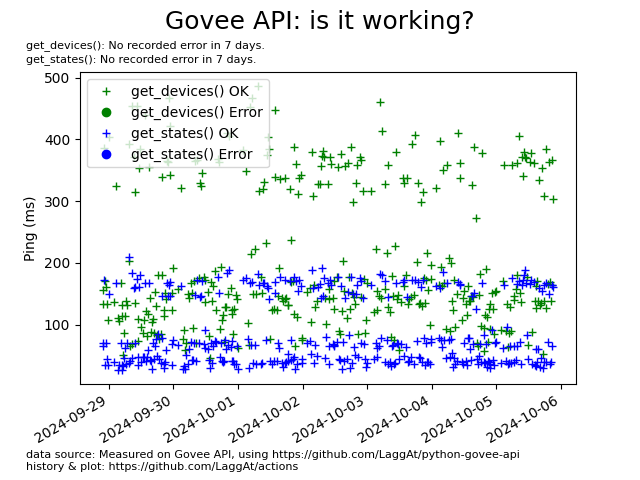 Govee API: is it working?
get_devices(): No recorded error in 7 days.
get_states(): No recorded error in 7 days.
500
400
300
200
100
Ping (ms)
get_devices() OK
get_devices() Error
get_states() OK
get_states() Error
2024-09-29
2024-09-30
2024-10-01
2024-10-02
2024-10-03
2024-10-04
2024-10-05
2024-10-06
data source: Measured on Govee API, using https://github.com/LaggAt/python-govee-api
history & plot: https://github.com/LaggAt/actions